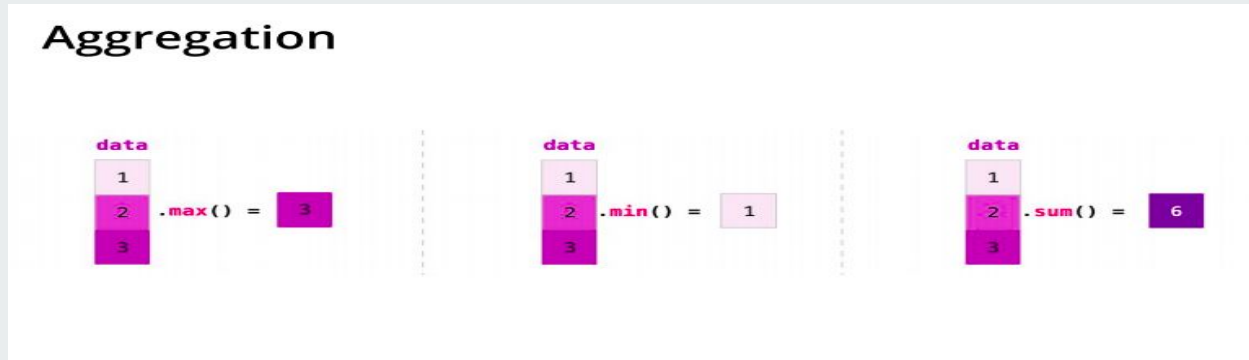 Aggregation
data
1
2
3
.max() = 3
data
1
2
3
.min() = 1
data
1
2
3
.sum() = 6